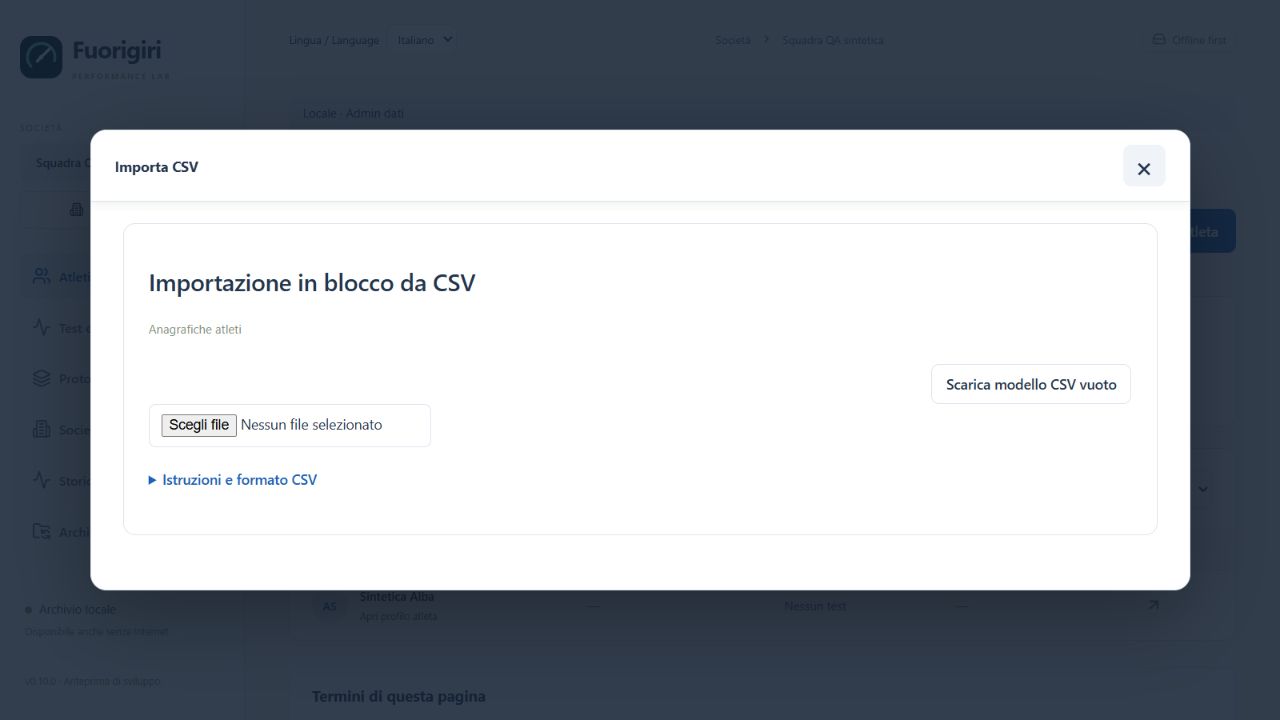 Fuorigiri
PERFORMANCE LAB
Lingua / Language
Italiano
Società
Squadra QA sintetica
Offline first
SOCIETÀ
Locale · Admin dati
Squadra
Importa CSV
Importazione in blocco da CSV
Anagrafiche atleti
Scarica modello CSV vuoto
Scegli file Nessun file selezionato
Istruzioni e formato CSV
Archivio locale
Disponibile anche senza internet
v0.10.0 · Anteprima di sviluppo
AS
Sintetica Alba
Apri profilo atleta
—
Nessun test
—
Termini di questa pagina